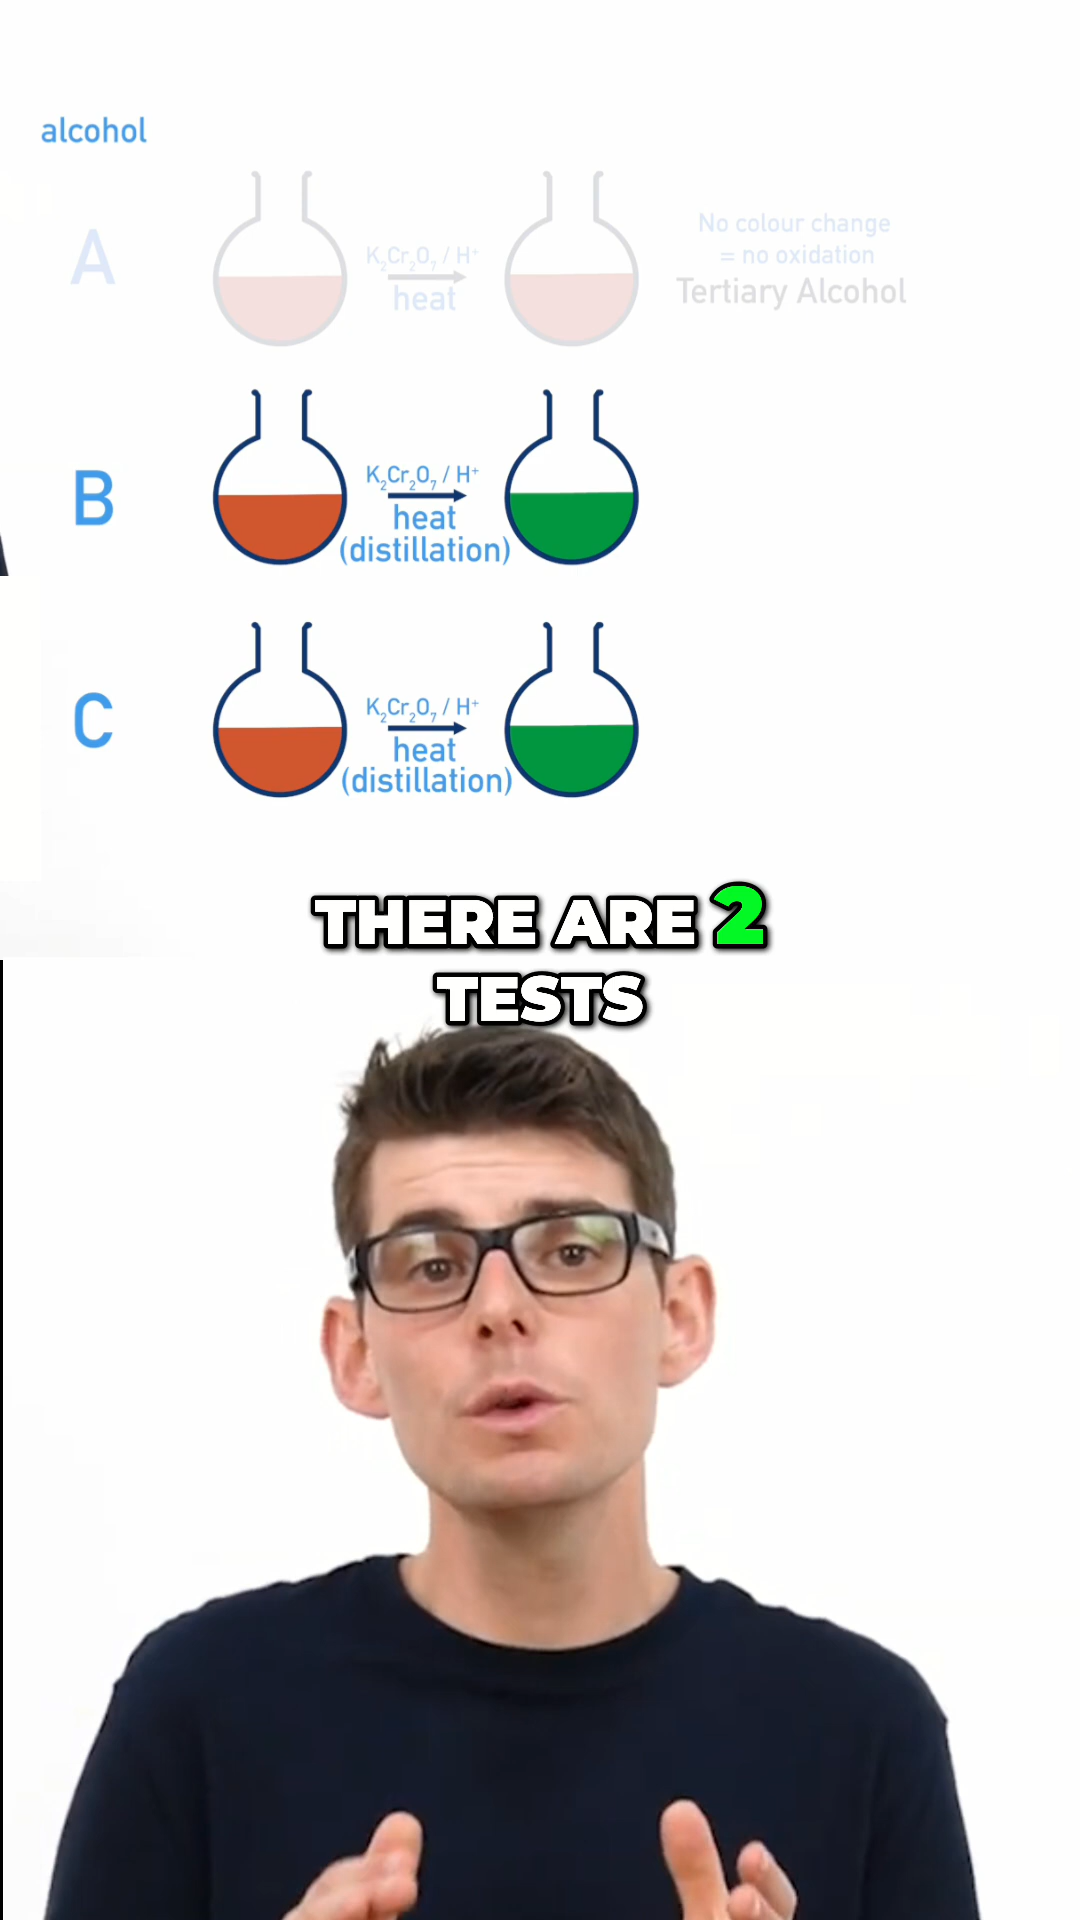 alcohol
A
K₂Cr₂O₇ / H⁺
heat
No colour change
= no oxidation
Tertiary Alcohol
B
K₂Cr₂O₇ / H⁺
heat
(distillation)
C
K₂Cr₂O₇ / H⁺
heat
(distillation)
THERE ARE 2
TESTS